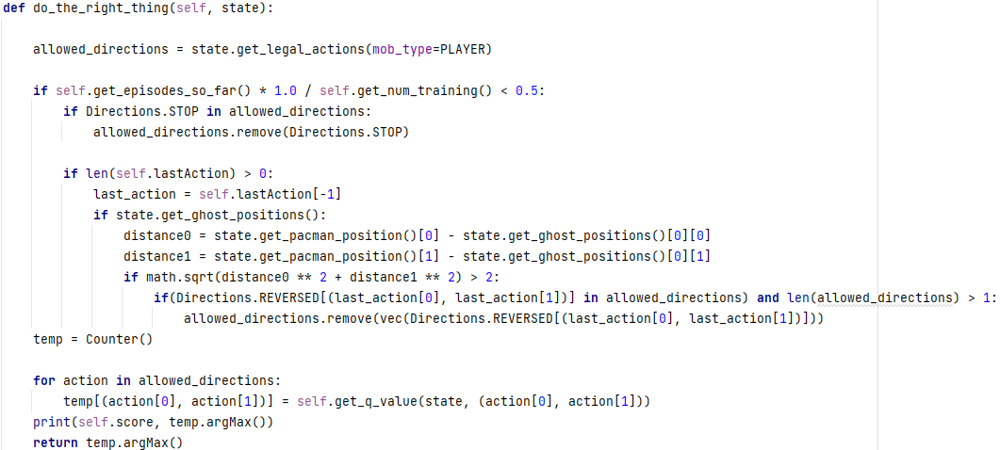 def do_the_right_thing(self, state):
    allowed_directions = state.get_legal_actions(mob_type=PLAYER)
    if self.get_episodes_so_far() * 1.0 / self.get_num_training() < 0.5:
        if Directions.STOP in allowed_directions:
            allowed_directions.remove(Directions.STOP)
        if len(self.lastAction) > 0:
            last_action = self.lastAction[-1]
            if state.get_ghost_positions():
                distance0 = state.get_pacman_position()[0] - state.get_ghost_positions()[0][0]
                distance1 = state.get_pacman_position()[1] - state.get_ghost_positions()[0][1]
                if math.sqrt(distance0 ** 2 + distance1 ** 2) > 2:
                    if(Directions.REVERSED[(last_action[0], last_action[1])] in allowed_directions) and len(allowed_directions) > 1:
                        allowed_directions.remove(vec(Directions.REVERSED[(last_action[0], last_action[1])]))
    temp = Counter()
    for action in allowed_directions:
        temp[(action[0], action[1])] = self.get_q_value(state, (action[0], action[1]))
    print(self.score, temp.argMax())
    return temp.argMax()